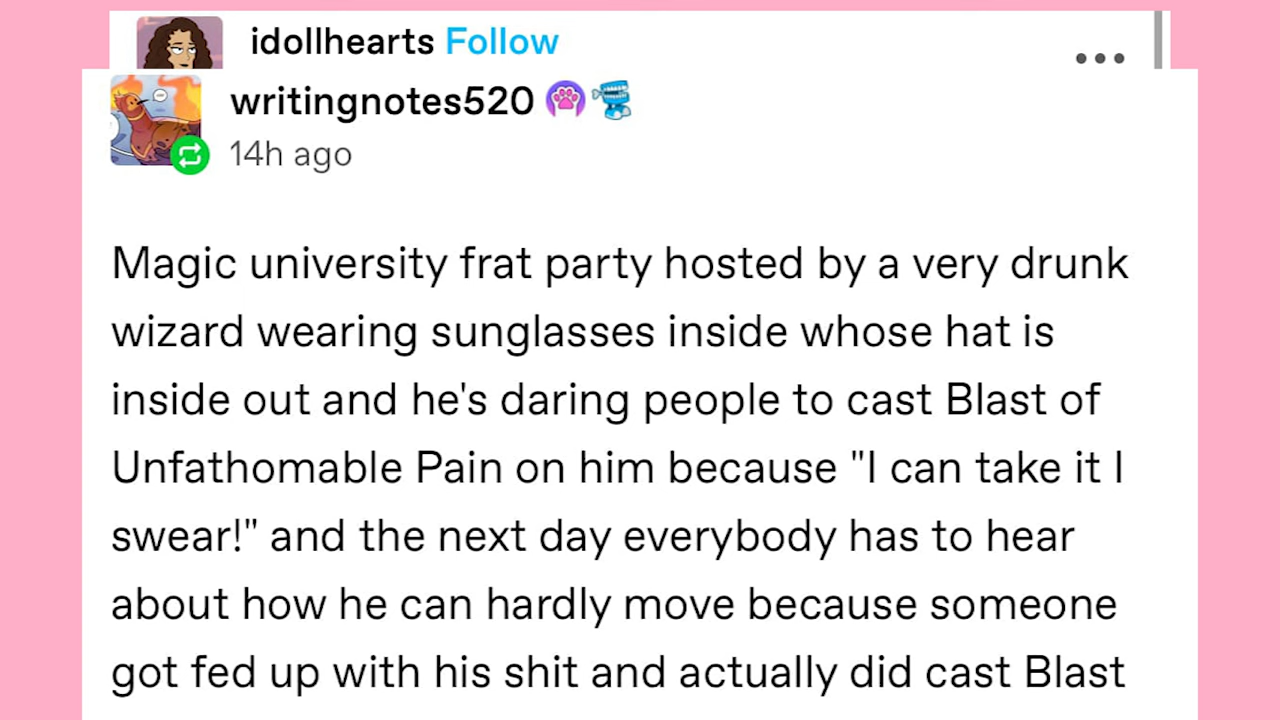 idollhearts Follow
writingnotes520
14h ago
Magic university frat party hosted by a very drunk
wizard wearing sunglasses inside whose hat is
inside out and he's daring people to cast Blast of
Unfathomable Pain on him because "I can take it I
swear!" and the next day everybody has to hear
about how he can hardly move because someone
got fed up with his shit and actually did cast Blast